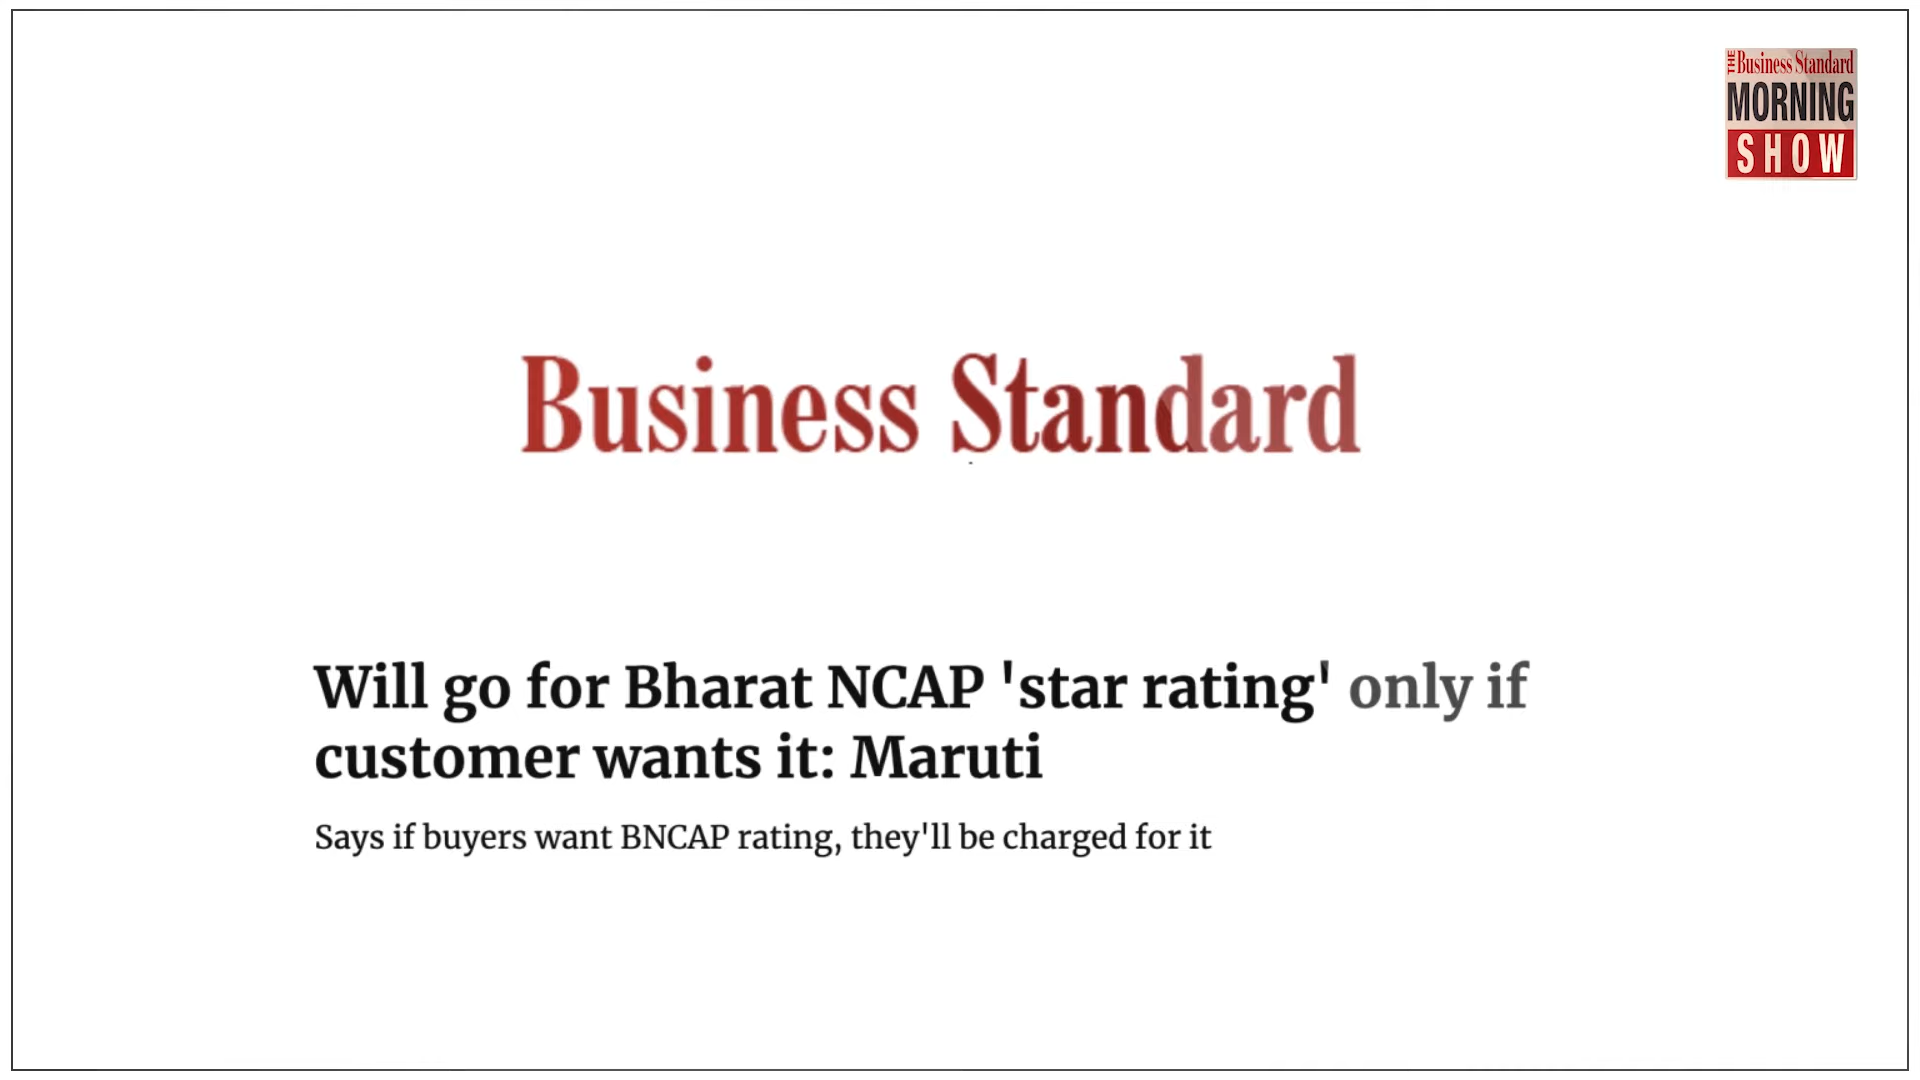 THE Business Standard
MORNING
SHOW
Business Standard
Will go for Bharat NCAP 'star rating' only if
customer wants it: Maruti
Says if buyers want BNCAP rating, they'll be charged for it